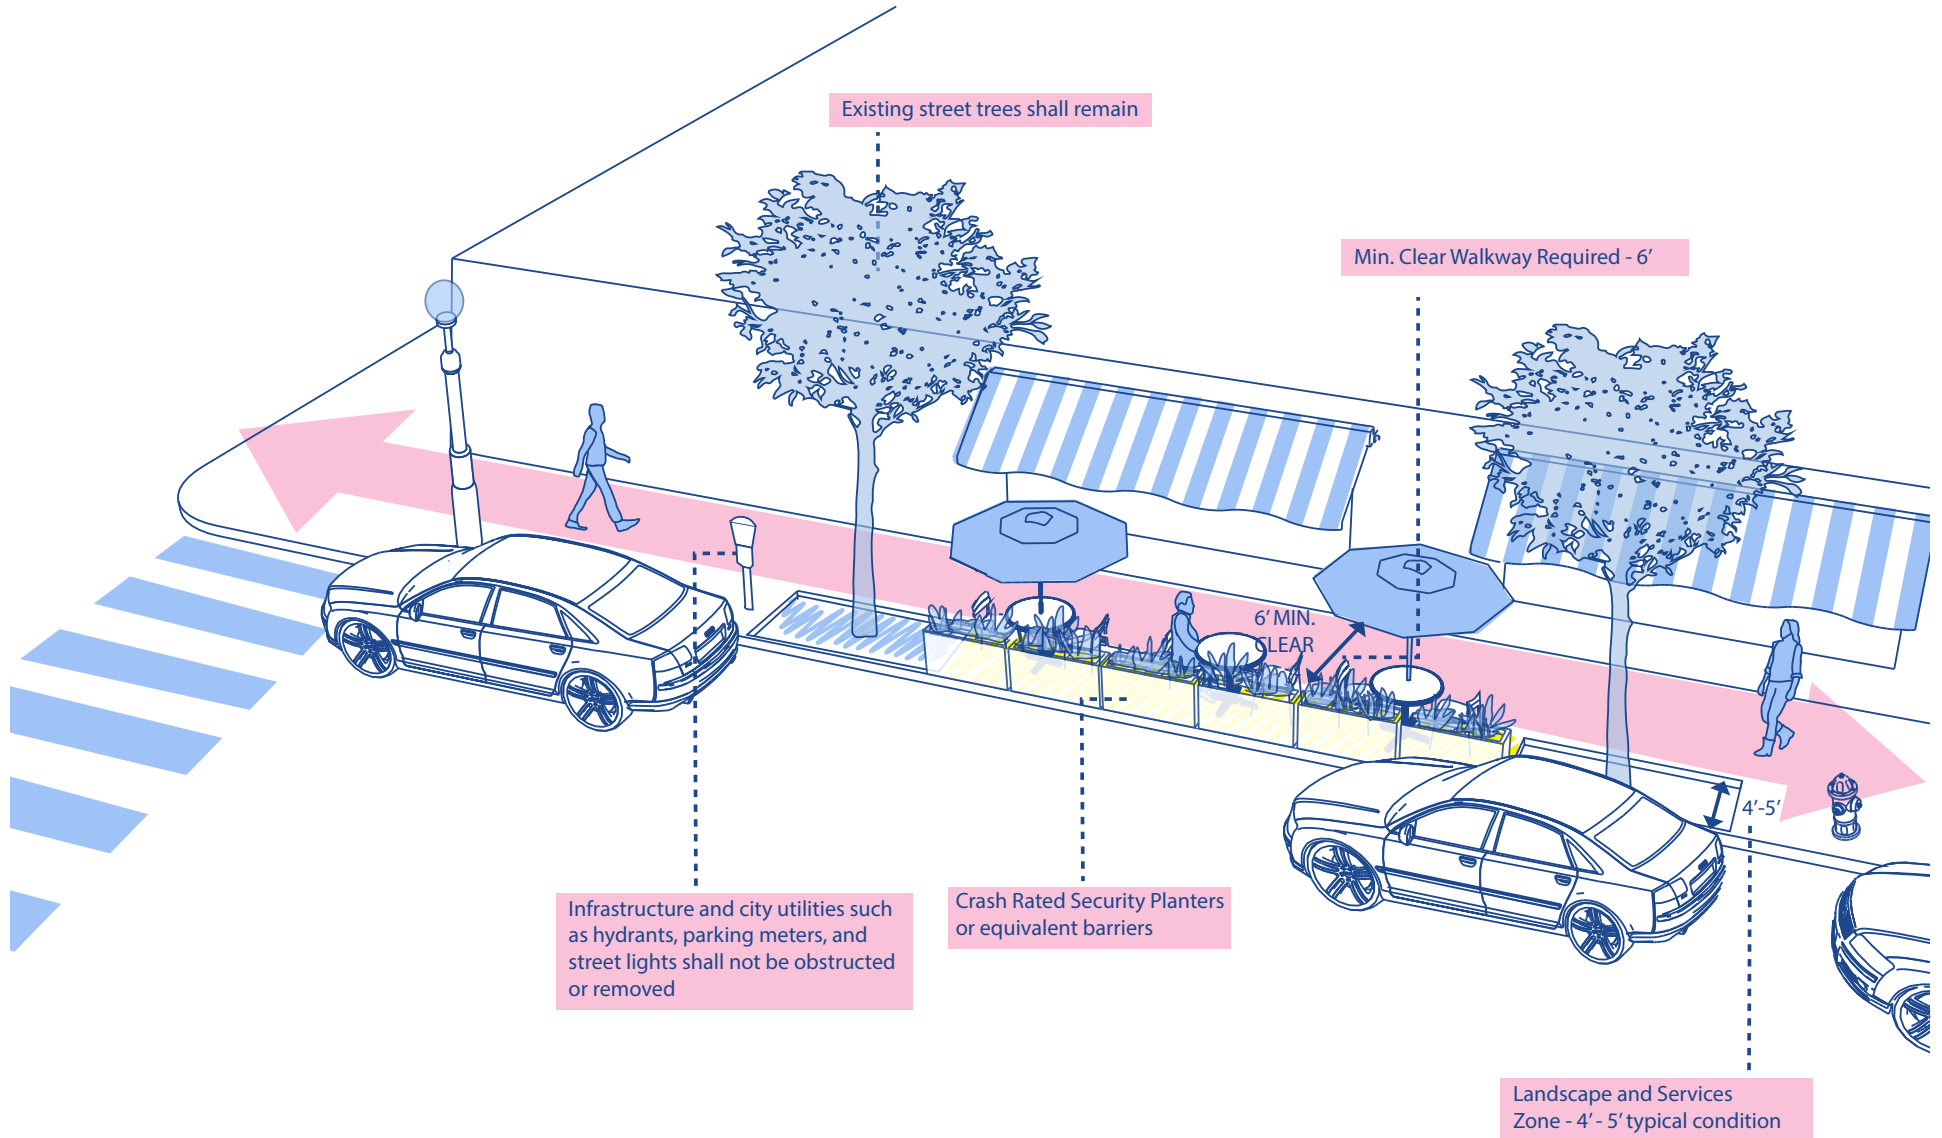 Existing street trees shall remain
Min. Clear Walkway Required - 6’
6’ MIN.
CLEAR
4’-5’
Infrastructure and city utilities such
as hydrants, parking meters, and
street lights shall not be obstructed
or removed
Crash Rated Security Planters
or equivalent barriers
Landscape and Services
Zone - 4’ - 5’ typical condition